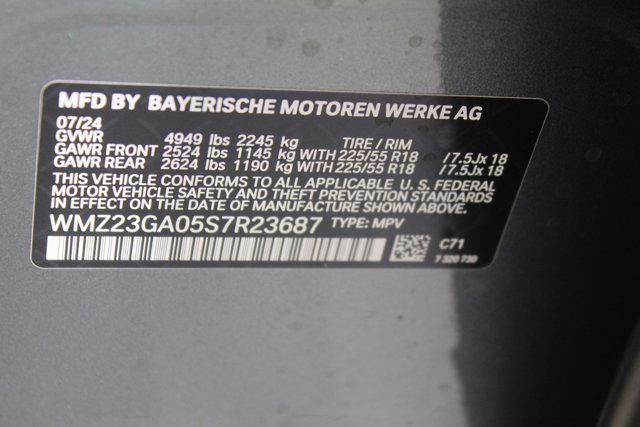 MFD BY BAYERISCHE MOTOREN WERKE AG
07/24
GVWR 4949 lbs 2245 kg TIRE / RIM
GAWR FRONT 2524 lbs 1145 kg WITH 225/55 R18 /7.5Jx 18
GAWR REAR 2624 lbs 1190 kg WITH 225/55 R18 /7.5Jx 18
THIS VEHICLE CONFORMS TO ALL APPLICABLE U. S. FEDERAL
MOTOR VEHICLE SAFETY AND THEFT PREVENTION STANDARDS
IN EFFECT ON THE DATE OF MANUFACTURE SHOWN ABOVE.
WMZ23GA05S7R23687 TYPE: MPV
C71
7 320 730